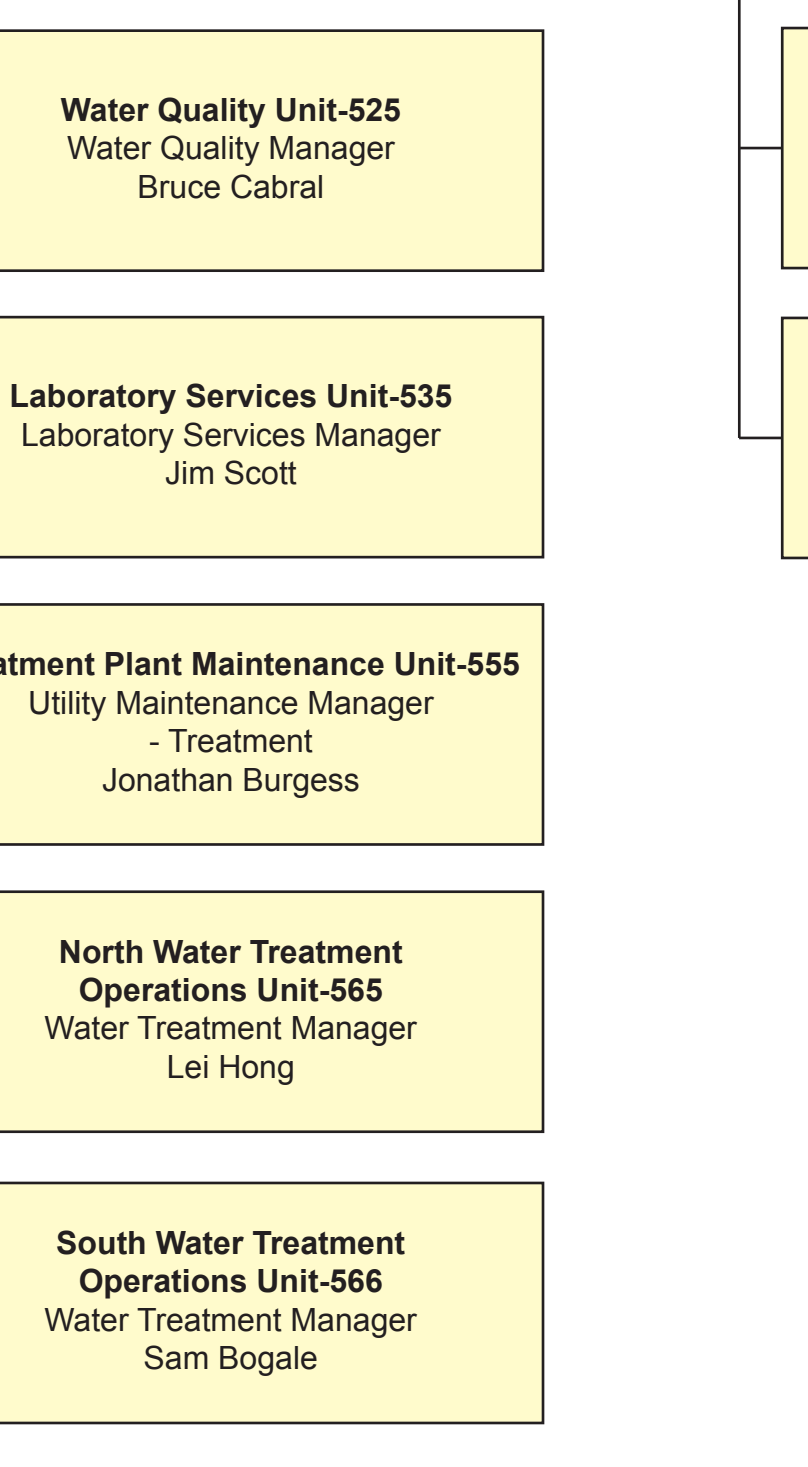 Water Quality Unit-525
Water Quality Manager
Bruce Cabral
Laboratory Services Unit-535
Laboratory Services Manager
Jim Scott
Plant Maintenance Unit-555
Utility Maintenance Manager
- Treatment
Jonathan Burgess
North Water Treatment
Operations Unit-565
Water Treatment Manager
Lei Hong
South Water Treatment
Operations Unit-566
Water Treatment Manager
Sam Bogale